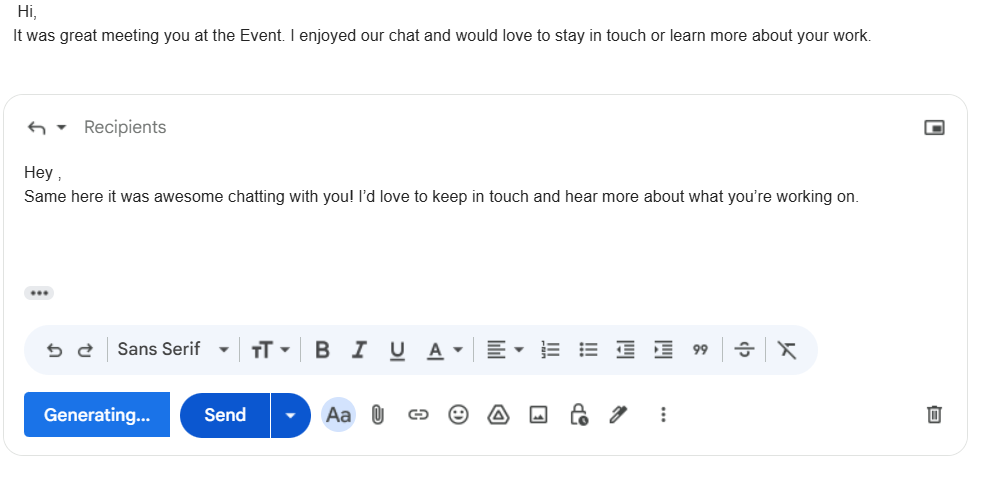 Hi,
It was great meeting you at the Event. I enjoyed our chat and would love to stay in touch or learn more about your work.
Recipients
Hey ,
Same here it was awesome chatting with you! I’d love to keep in touch and hear more about what you’re working on.
Sans Serif
Generating...
Send
Aa